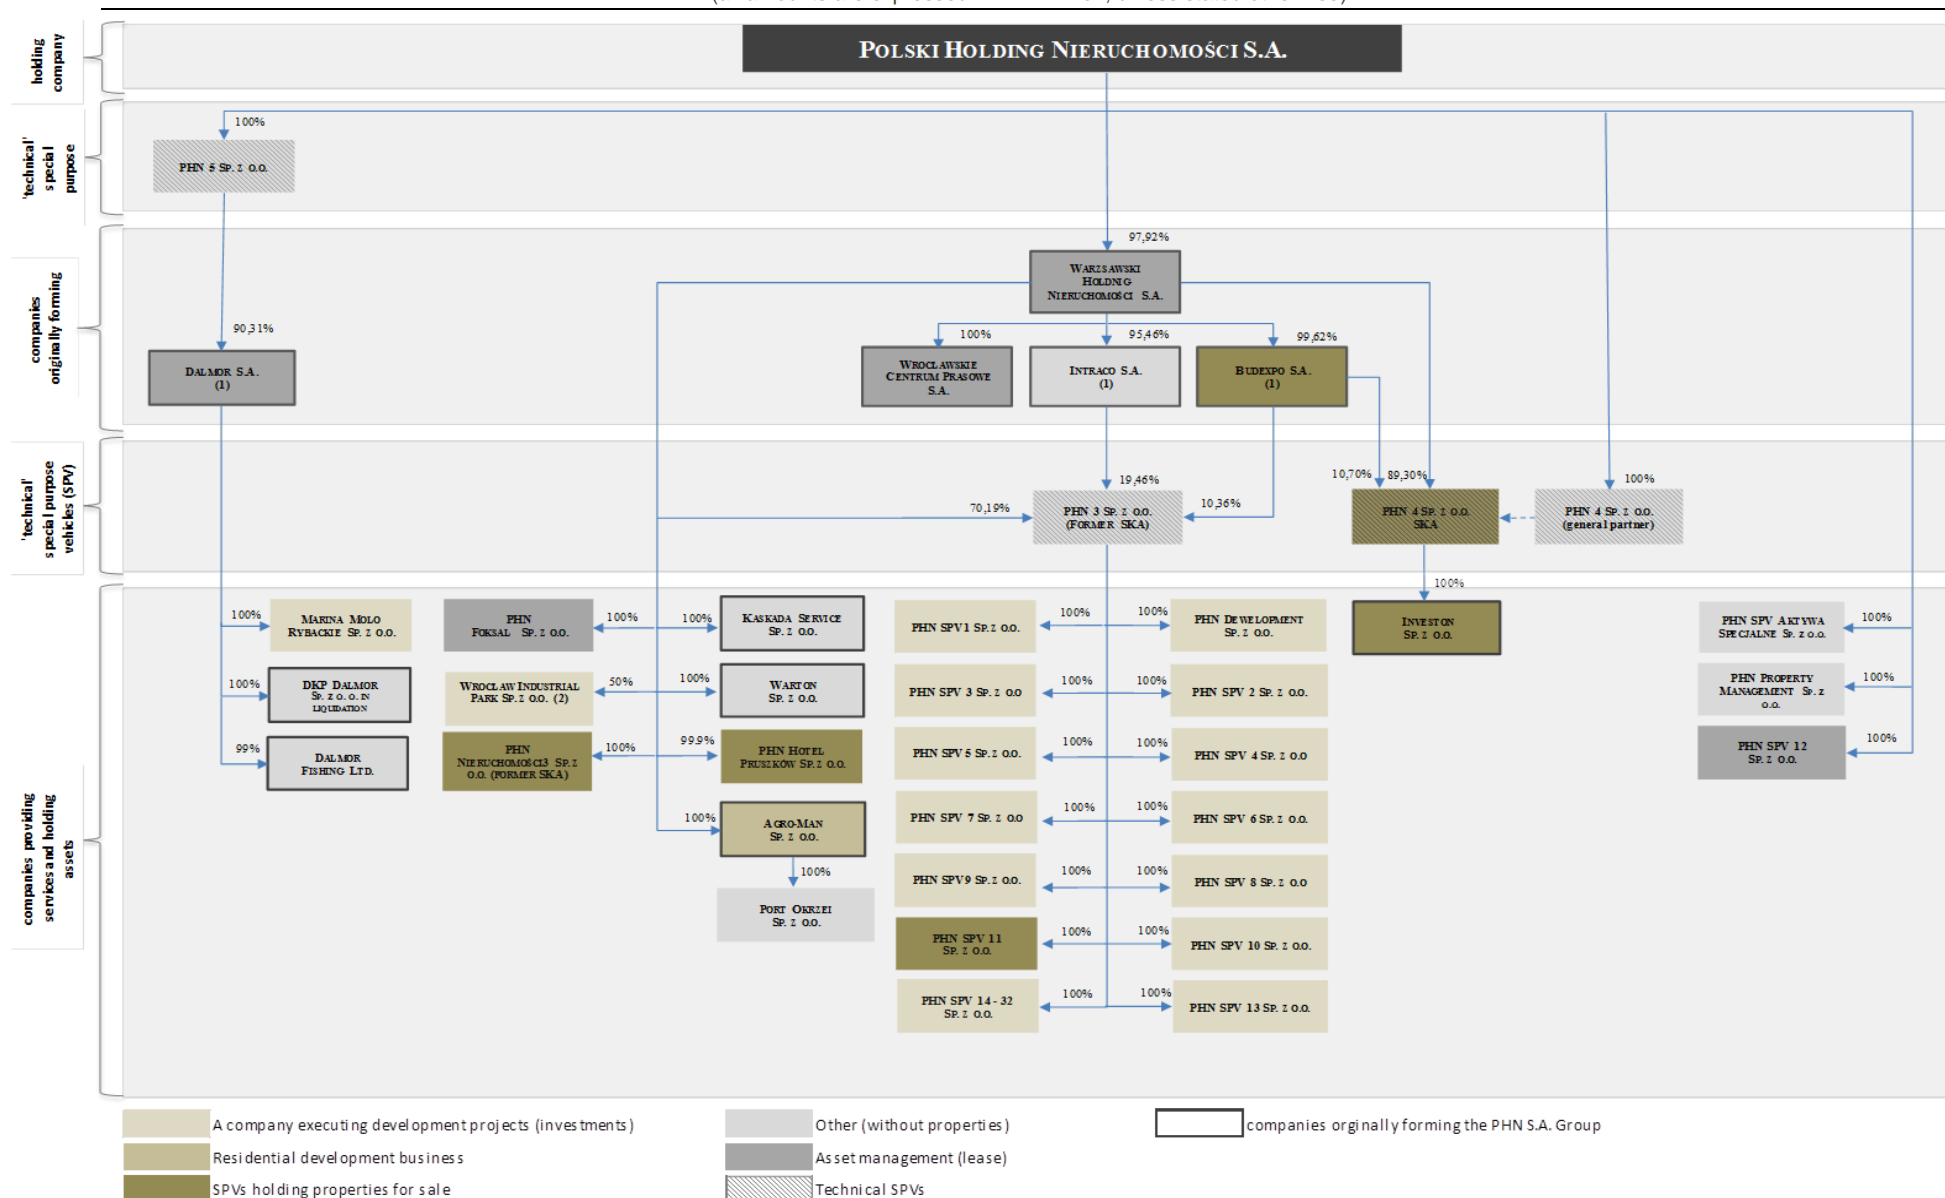 holding
company
POLSKI HOLDING NIERUCHOMOŚCI S.A.
'technical'
special
purpose
100%
PHN 5 SP. Z O.O.
companies
originally forming
97,92%
WARZSAWSKI
HOLDNIG
NIERUCHOMOŚCI S.A.
90,31%
100%
95,46%
99,62%
DALMOR S.A.
(1)
WROCLAWSKIE
CENTRUM PRASOWE
S.A.
INTRACO S.A.
(1)
BUDEXPO S.A.
(1)
'technical'
special purpose
vehicles (SPV)
19,46%
10,70%
89,30%
100%
70,19%
10,36%
PHN 3 SP. Z O.O.
(FORMER SKA)
PHN 4 SP. Z O.O.
SKA
PHN 4 SP. Z O.O.
(general partner)
100%
companies providing
services and holding
assets
100%
MARINA MOLO
RYBACKIE SP. Z O.O.
PHN
FOKSAL SP. Z O.O.
100%
100%
KASKADA SERVICE
SP. Z O.O.
PHN SPV1 SP. Z O.O.
100%
100%
PHN DEWELOPMENT
SP. Z O.O.
INVESTON
SP. Z O.O.
PHN SPV AKTYWA
SPECJALNE SP. Z O.O.
100%
100%
DKP DALMOR
SP. Z O. O. IN
LIQUIDATION
WROCLAW INDUSTRIAL
PARK SP. Z O.O. (2)
50%
100%
WARTON
SP. Z O.O.
PHN SPV 3 SP. Z O.O
100%
100%
PHN SPV 2 SP. Z O.O.
PHN PROPERTY
MANAGEMENT SP. Z
O.O.
100%
99%
DALMOR
FISHING LTD.
PHN
NIERUCHOMOŚCI3 SP. Z
O.O. (FORMER SKA)
100%
99.9%
PHN HOTEL
PRUSZKÓW SP. Z O.O.
PHN SPV 5 SP. Z O.O.
100%
100%
PHN SPV 4 SP. Z O.O
PHN SPV 12
SP. Z O.O.
100%
100%
AGRO-MAN
SP. Z O.O.
PHN SPV 7 SP. Z O.O
100%
100%
PHN SPV 6 SP. Z O.O.
100%
PHN SPV9 SP. Z O.O.
100%
100%
PHN SPV 8 SP. Z O.O
PORT OKRZEI
SP. Z O.O.
PHN SPV 11
SP. Z O.O.
100%
100%
PHN SPV 10 SP. Z O.O.
PHN SPV 14 - 32
SP. Z O.O.
100%
100%
PHN SPV 13 SP. Z O.O.
A company executing development projects (investments)
Other (without properties)
companies orginally forming the PHN S.A. Group
Residential development business
Asset management (lease)
SPVs holding properties for sale
Technical SPVs